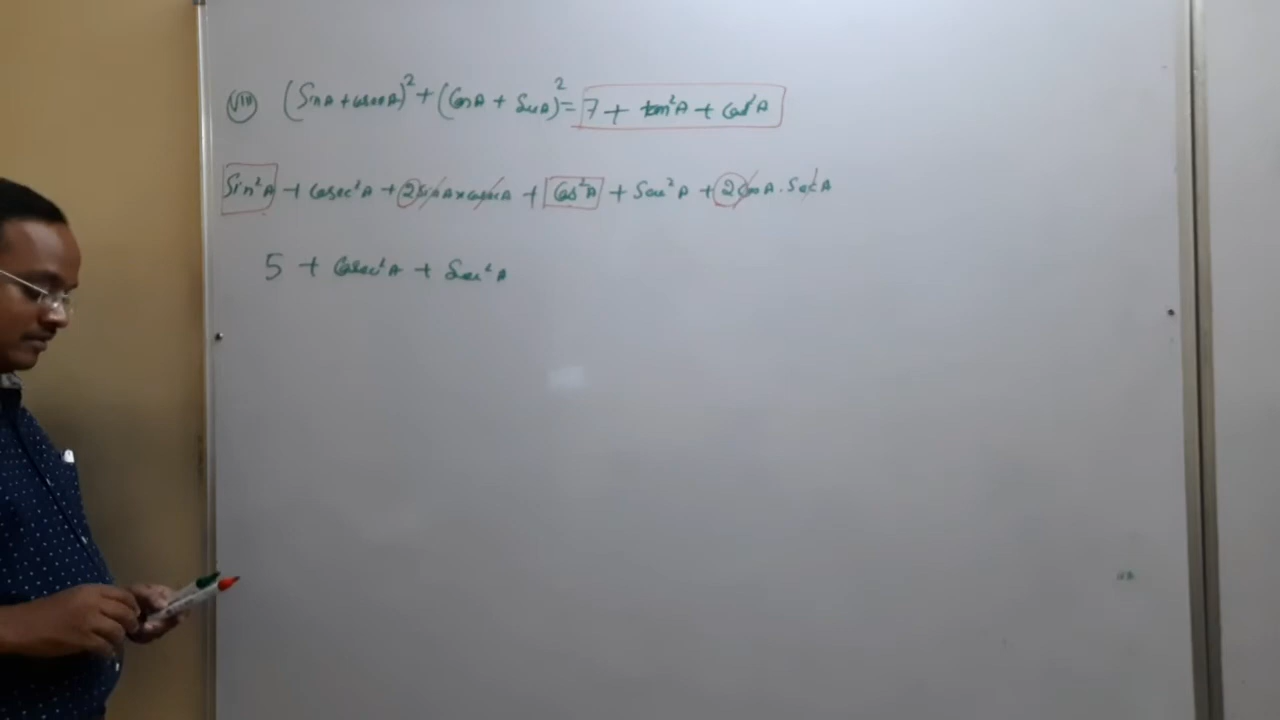 (viii) (SinA + cosecA)² + (CosA + SecA)² = 7 + tan²A + cot²A
Sin²A + Cosec²A + 2SinA × cosecA + Cos²A + Sec²A + 2CosA . SecA
5 + Cosec²A + Sec²A